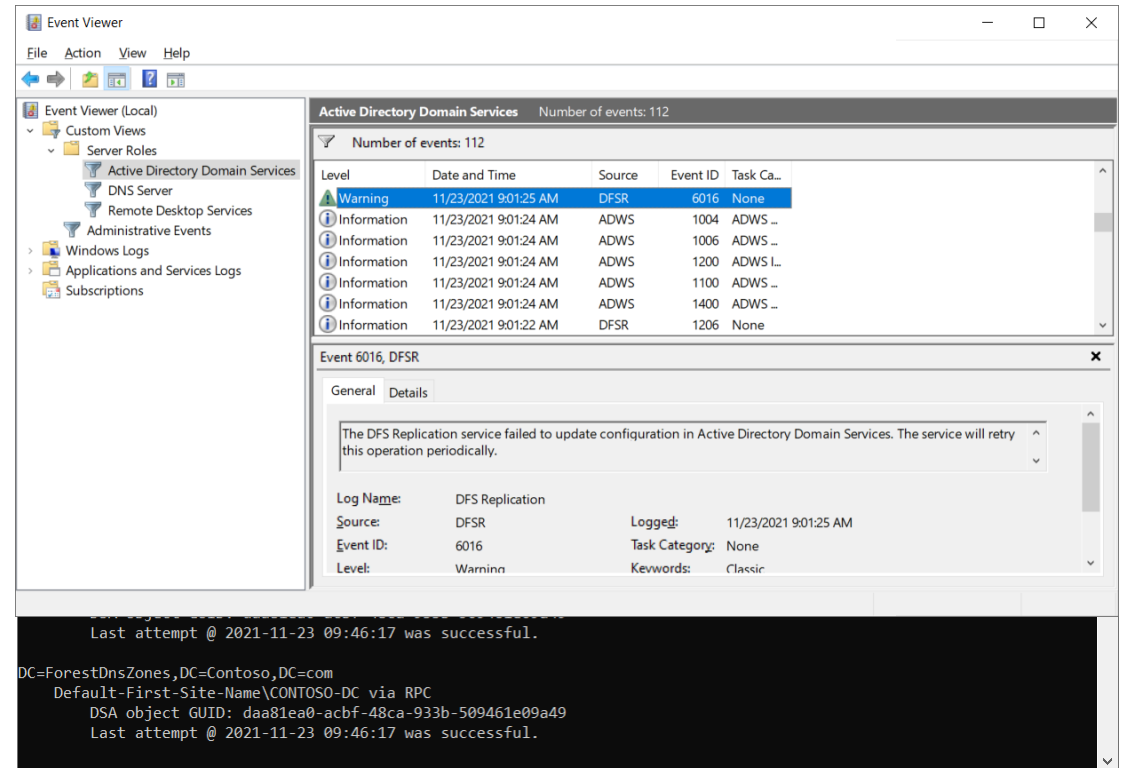 Event Viewer
File Action View Help
Event Viewer (Local)
Custom Views
Server Roles
Active Directory Domain Services
DNS Server
Remote Desktop Services
Administrative Events
Windows Logs
Applications and Services Logs
Subscriptions
Active Directory Domain Services Number of events: 112
Number of events: 112
Level Date and Time Source Event ID Task Ca...
Warning 11/23/2021 9:01:25 AM DFSR 6016 None
Information 11/23/2021 9:01:24 AM ADWS 1004 ADWS ...
Information 11/23/2021 9:01:24 AM ADWS 1006 ADWS ...
Information 11/23/2021 9:01:24 AM ADWS 1200 ADWS I...
Information 11/23/2021 9:01:24 AM ADWS 1100 ADWS ...
Information 11/23/2021 9:01:24 AM ADWS 1400 ADWS ...
Information 11/23/2021 9:01:22 AM DFSR 1206 None
Event 6016, DFSR
General Details
The DFS Replication service failed to update configuration in Active Directory Domain Services. The service will retry
this operation periodically.
Log Name: DFS Replication
Source: DFSR Logged: 11/23/2021 9:01:25 AM
Event ID: 6016 Task Category: None
Level: Warning Keywords: Classic
Last attempt @ 2021-11-23 09:46:17 was successful.
DC=ForestDnsZones,DC=Contoso,DC=com
Default-First-Site-Name\CONTOSO-DC via RPC
DSA object GUID: daa81ea0-acbf-48ca-933b-509461e09a49
Last attempt @ 2021-11-23 09:46:17 was successful.